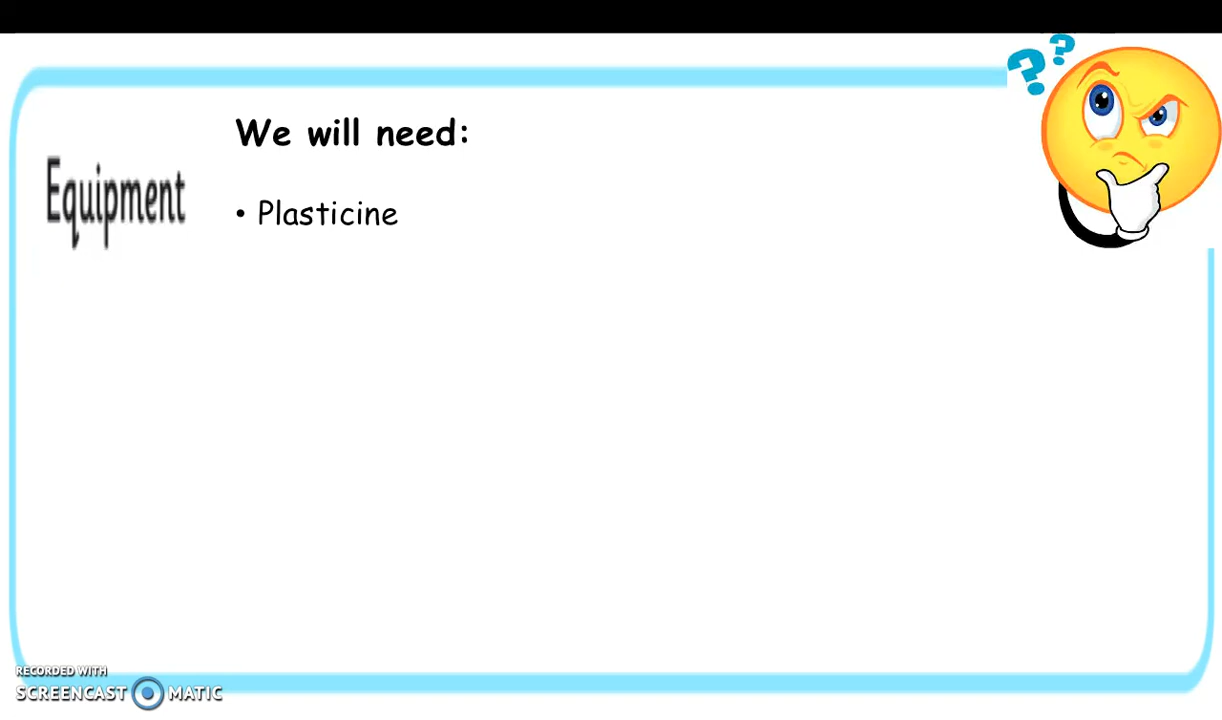 We will need:
Equipment
• Plasticine
? ?
RECORDED WITH
SCREENCAST MATIC